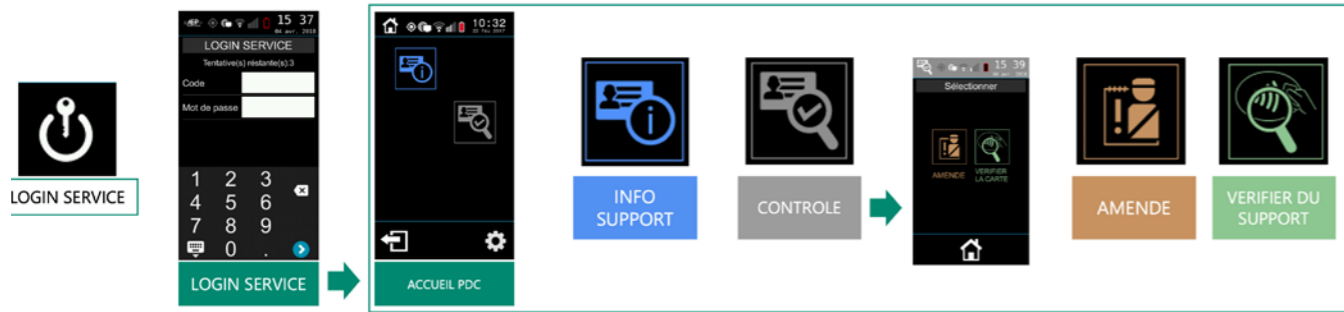 LOGIN SERVICE
15 37
04 avr. 2018
LOGIN SERVICE
Tentative(s) réstante(s):3
Code
Mot de passe
1 2 3
4 5 6
7 8 9
0 .
LOGIN SERVICE
10:32
ACCUEIL PDC
INFO
SUPPORT
CONTROLE
15 39
Sélectionner
AMENDE
VERIFIER
LA CARTE
AMENDE
VERIFIER DU
SUPPORT